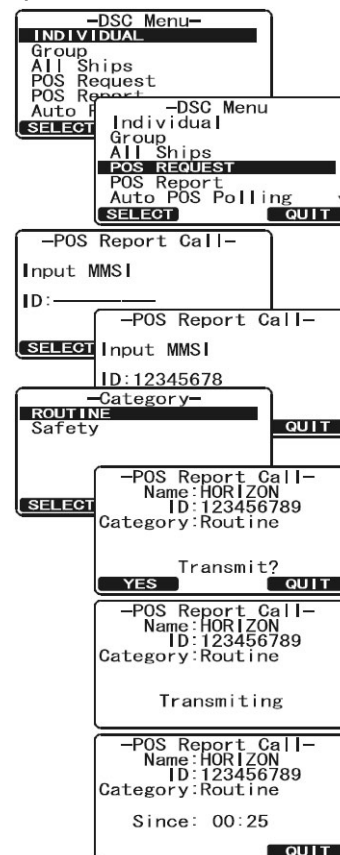 -DSC Menu-
INDIVIDUAL
Group
All Ships
POS Request
POS Report
Auto P
SELECT
-DSC Menu
Individual
Group
All Ships
POS REQUEST
POS Report
Auto POS Polling
SELECT QUIT
-POS Report Call-
Input MMSI
ID:---------
SELECT
-POS Report Call-
Input MMSI
ID:12345678
QUIT
-Category-
ROUTINE
Safety
SELECT
-POS Report Call-
Name:HORIZON
ID:123456789
Category:Routine
Transmit?
YES QUIT
-POS Report Call-
Name:HORIZON
ID:123456789
Category:Routine
Transmiting
-POS Report Call-
Name:HORIZON
ID:123456789
Category:Routine
Since: 00:25
QUIT